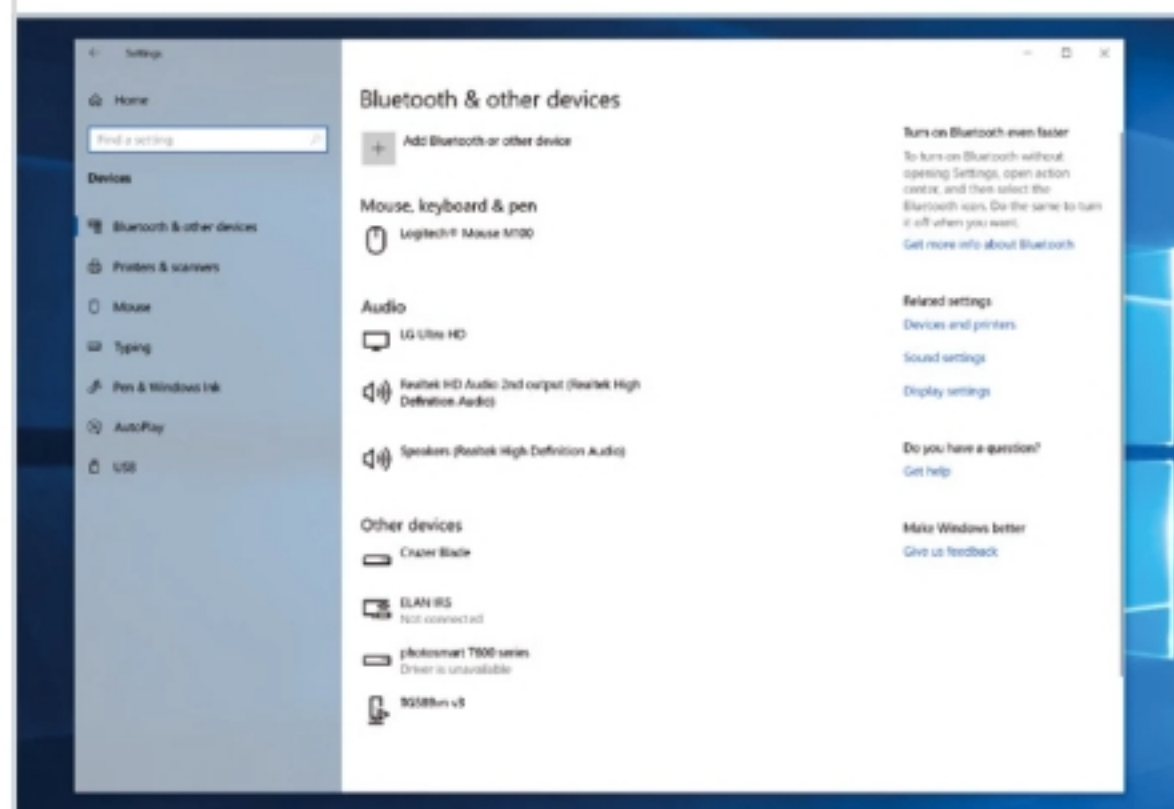 Settings
Home
Find a setting
Devices
Bluetooth & other devices
Printers & scanners
Mouse
Typing
Pen & Windows Ink
AutoPlay
USB
Bluetooth & other devices
Add Bluetooth or other device
Mouse, keyboard & pen
Logitech® Mouse M100
Audio
LG Ultra HD
Realtek HD Audio 2nd output (Realtek High
Definition Audio)
Speakers (Realtek High Definition Audio)
Other devices
Cruzer Blade
ELAN
Not connected
photosmart series
Driver is unavailable
v3
Turn on Bluetooth even faster
To turn on Bluetooth without
opening Settings, open action
center, and then select the
Bluetooth icon. Do the same to turn
it off when you want.
Get more info about Bluetooth
Related settings
Devices and printers
Sound settings
Display settings
Do you have a question?
Get help
Make Windows better
Give us feedback